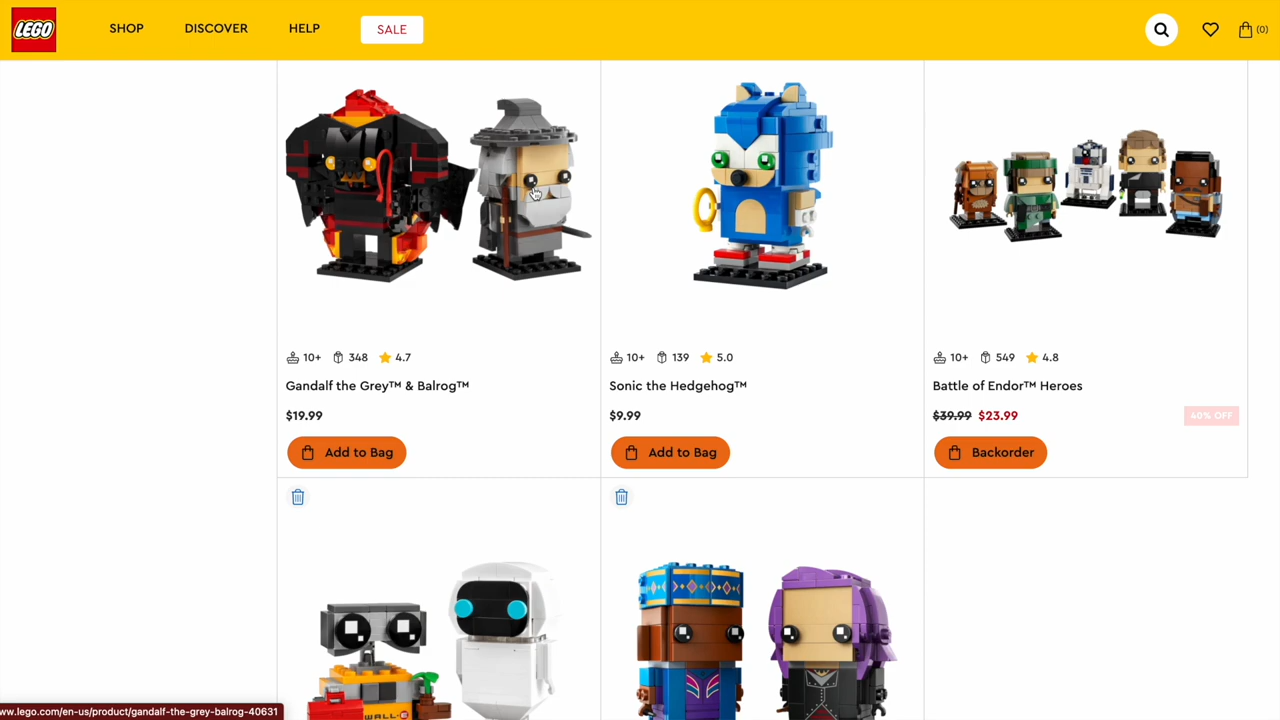 LEGO
SHOP
DISCOVER
HELP
SALE
(0)
10+ 348 4.7
10+ 139 5.0
10+ 549 4.8
Gandalf the Grey™ & Balrog™
Sonic the Hedgehog™
Battle of Endor™ Heroes
$19.99
$9.99
$39.99 $23.99
40% OFF
Add to Bag
Add to Bag
Backorder
WALL-E
ww.lego.com/en-us/product/gandalf-the-grey-balrog-40631